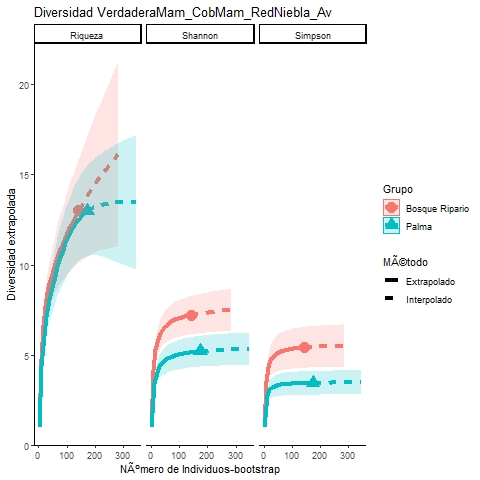 Diversidad VerdaderaMam_CobMam_RedNiebla_Av
Riqueza Shannon Simpson
Diversidad extrapolada
20
15
10
5
0
0 100 200 300 0 100 200 300 0 100 200 300
NÃºmero de Individuos-bootstrap
Grupo
Bosque Ripario
Palma
MÃ©todo
Extrapolado
Interpolado